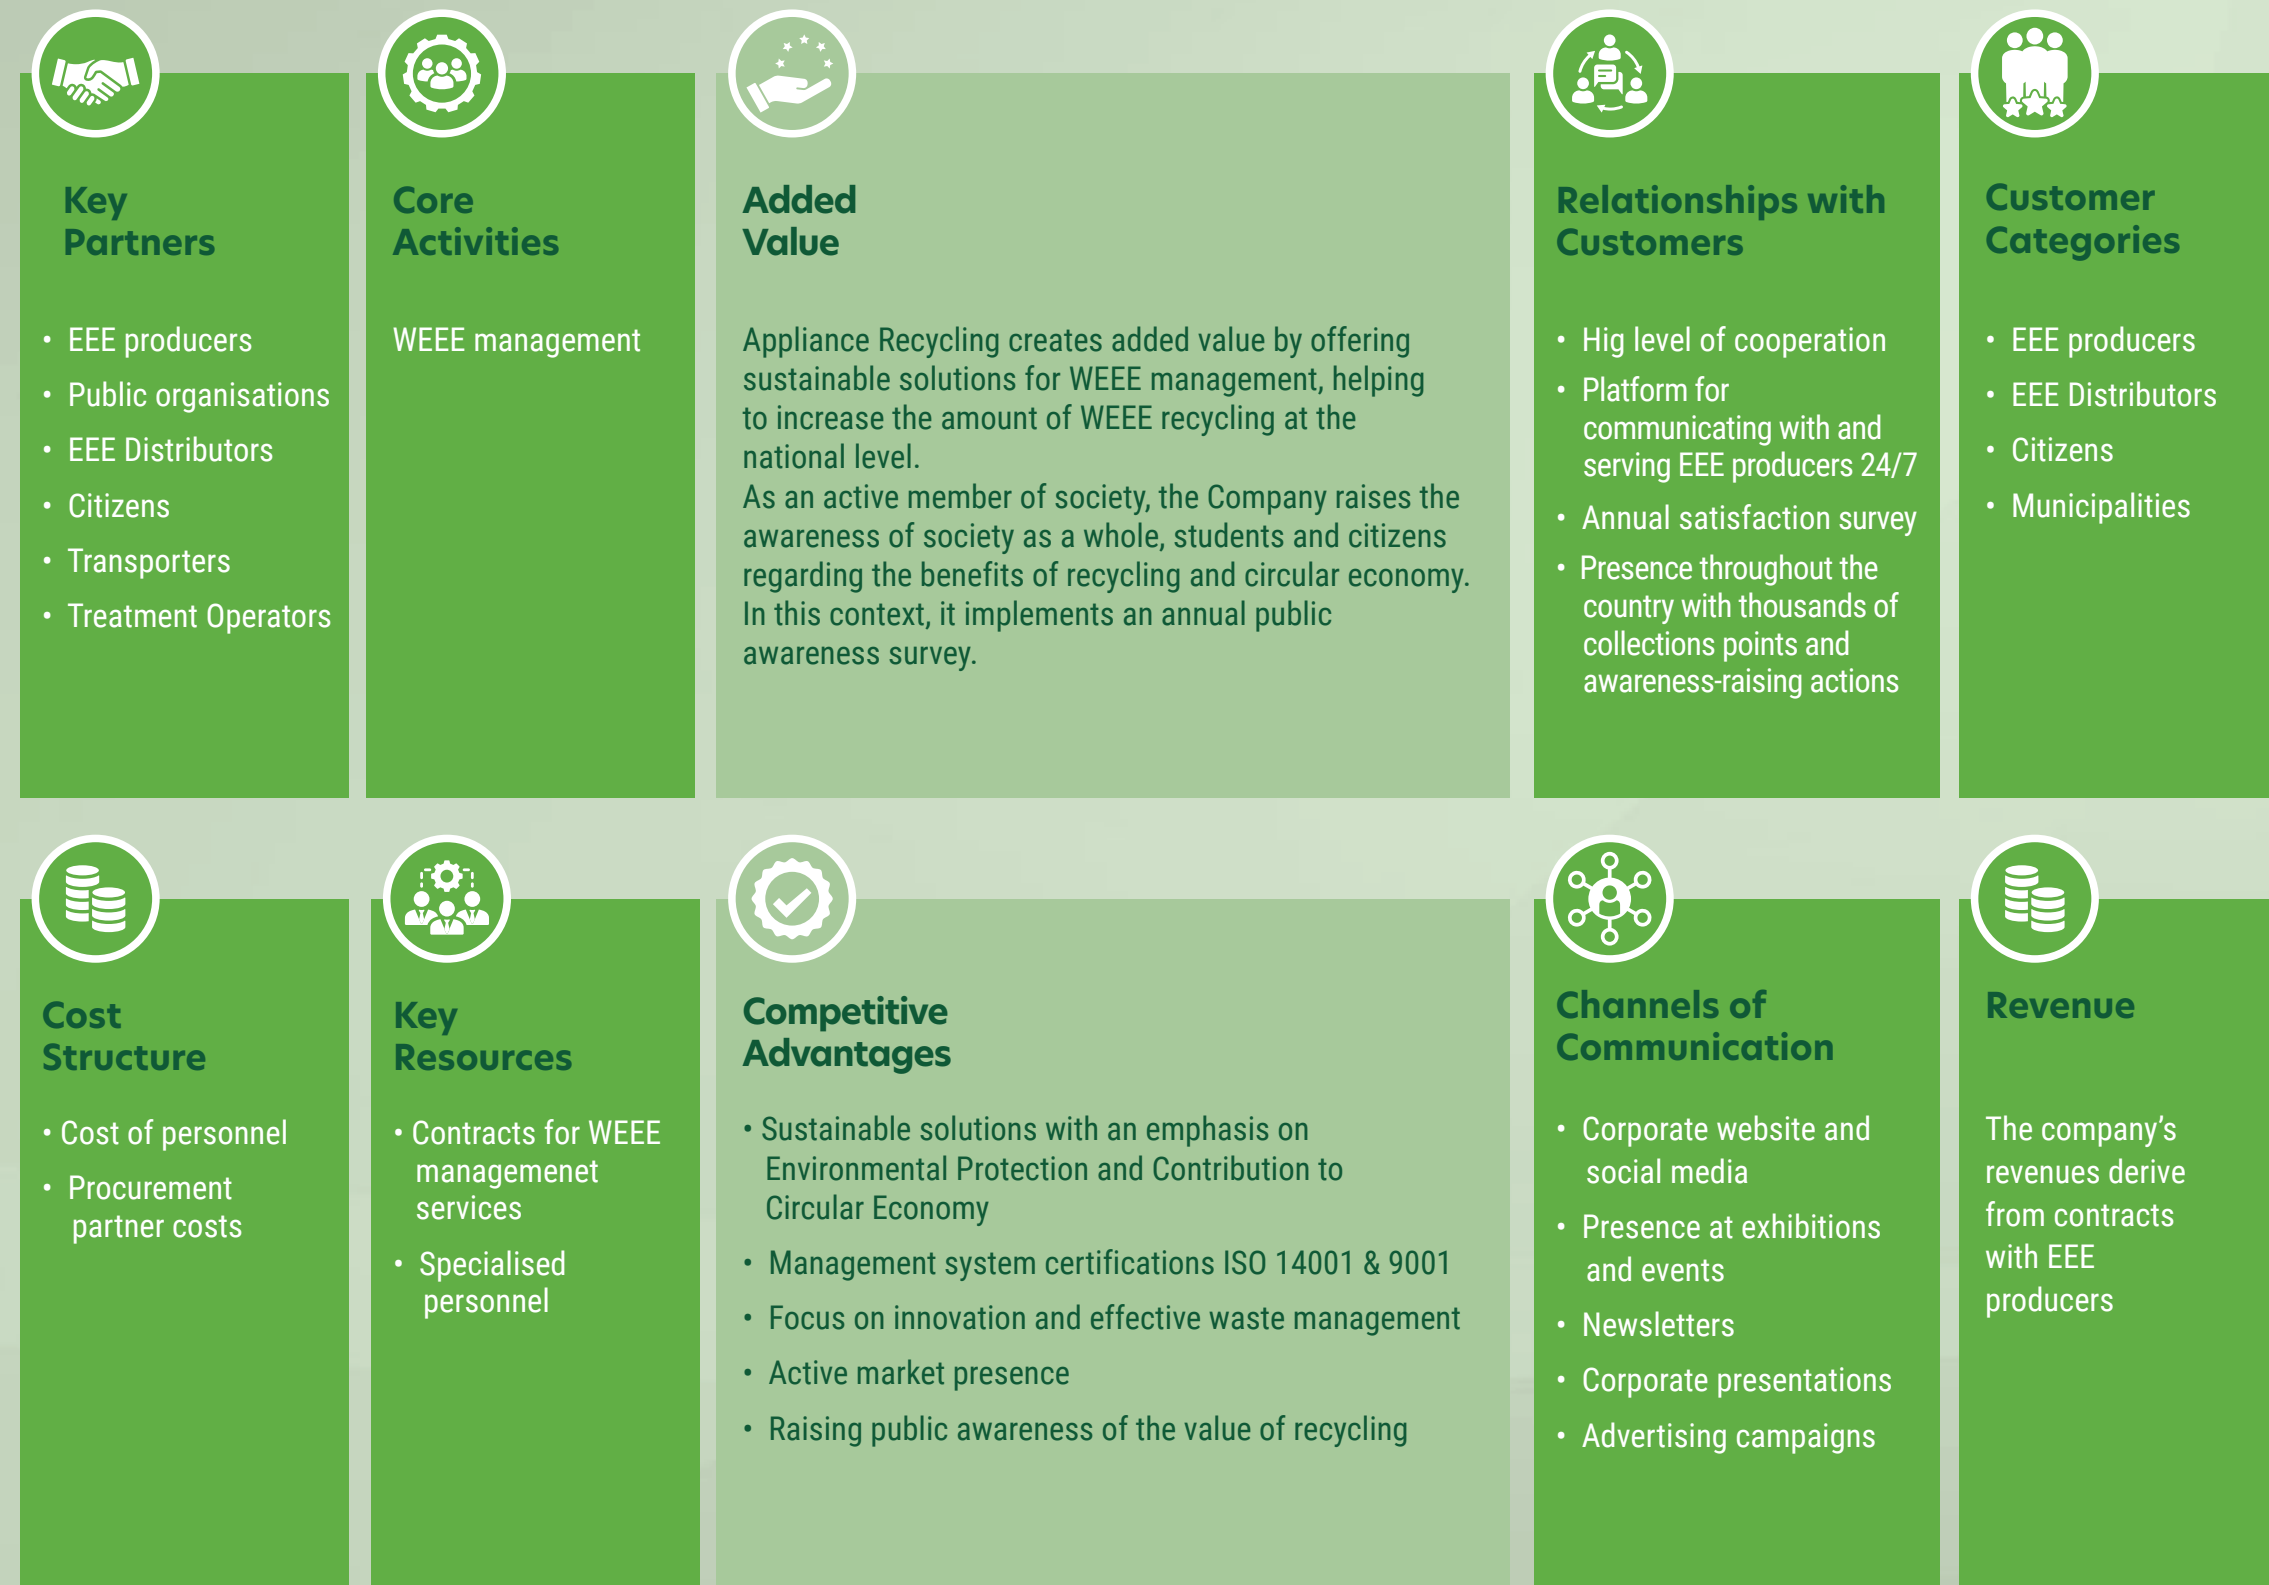 Key
Partners
• EEE producers
• Public organisations
• EEE Distributors
• Citizens
• Transporters
• Treatment Operators
Core
Activities
WEEE management
Added
Value
Appliance Recycling creates added value by offering
sustainable solutions for WEEE management, helping
to increase the amount of WEEE recycling at the
national level.
As an active member of society, the Company raises the
awareness of society as a whole, students and citizens
regarding the benefits of recycling and circular economy.
In this context, it implements an annual public
awareness survey.
Relationships with
Customers
• Hig level of cooperation
• Platform for
communicating with and
serving EEE producers 24/7
• Annual satisfaction survey
• Presence throughout the
country with thousands of
collections points and
awareness-raising actions
Customer
Categories
• EEE producers
• EEE Distributors
• Citizens
• Municipalities
Cost
Structure
• Cost of personnel
• Procurement
partner costs
Key
Resources
• Contracts for WEEE
managemenet
services
• Specialised
personnel
Competitive
Advantages
• Sustainable solutions with an emphasis on
Environmental Protection and Contribution to
Circular Economy
• Management system certifications ISO 14001 & 9001
• Focus on innovation and effective waste management
• Active market presence
• Raising public awareness of the value of recycling
Channels of
Communication
• Corporate website and
social media
• Presence at exhibitions
and events
• Newsletters
• Corporate presentations
• Advertising campaigns
Revenue
The company's
revenues derive
from contracts
with EEE
producers